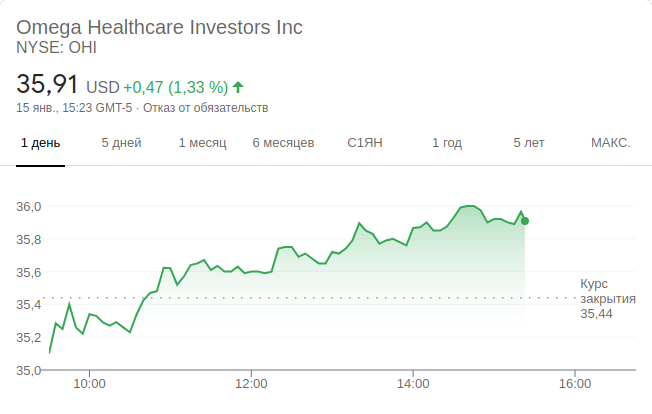 Omega Healthcare Investors Inc
NYSE: OHI
35,91 USD +0,47 (1,33 %)
15 янв., 15:23 GMT-5 · Отказ от обязательств
1 день 5 дней 1 месяц 6 месяцев С1ЯН 1 год 5 лет МАКС.
36,0
35,8
35,6
35,4
35,2
35,0
Курс
закрытия
35,44
10:00 12:00 14:00 16:00